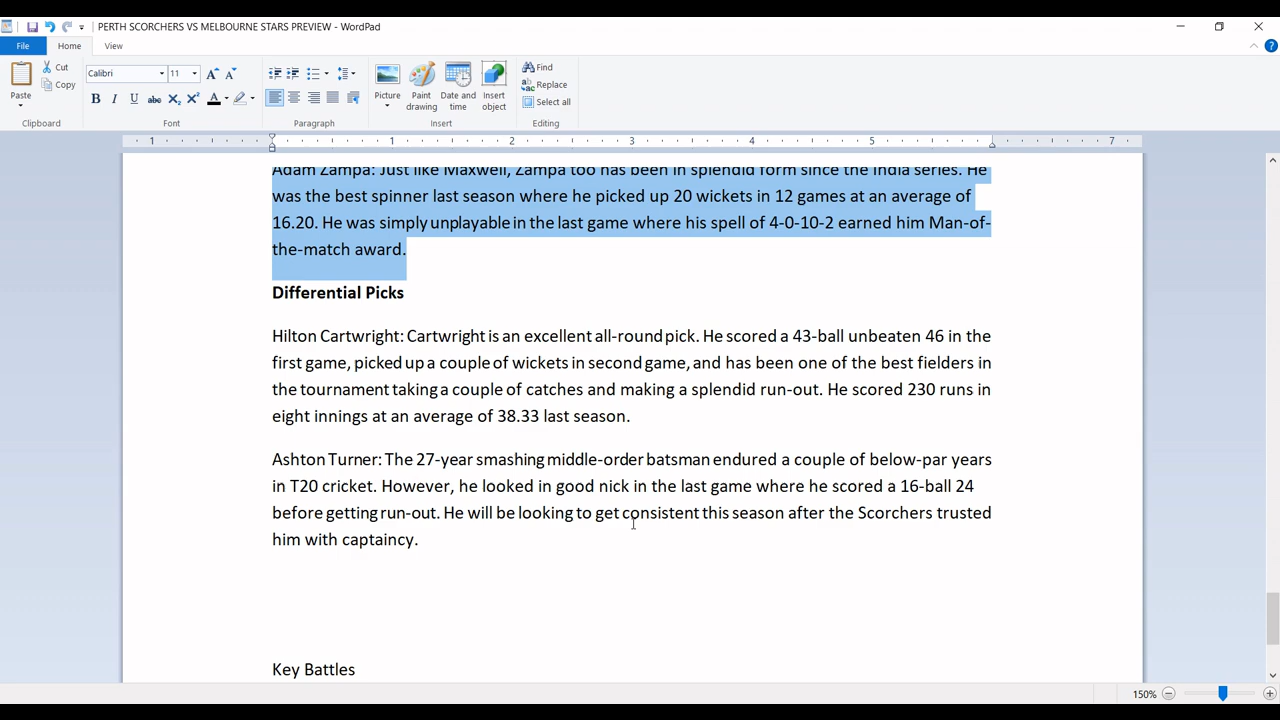 PERTH SCORCHERS VS MELBOURNE STARS PREVIEW - WordPad
File Home View
Paste
Cut
Copy
Clipboard
Calibri 11
B I U abc X₂ X² A
Font
Paragraph
Picture
Paint drawing
Date and time
Insert object
Insert
Find
Replace
Select all
Editing
1 1 2 3 4 5 7
Adam Zampa: Just like Maxwell, Zampa too has been in splendid form since the India series. He
was the best spinner last season where he picked up 20 wickets in 12 games at an average of
16.20. He was simply unplayable in the last game where his spell of 4-0-10-2 earned him Man-of-
the-match award.
Differential Picks
Hilton Cartwright: Cartwright is an excellent all-round pick. He scored a 43-ball unbeaten 46 in the
first game, picked up a couple of wickets in second game, and has been one of the best fielders in
the tournament taking a couple of catches and making a splendid run-out. He scored 230 runs in
eight innings at an average of 38.33 last season.
Ashton Turner: The 27-year smashing middle-order batsman endured a couple of below-par years
in T20 cricket. However, he looked in good nick in the last game where he scored a 16-ball 24
before getting run-out. He will be looking to get consistent this season after the Scorchers trusted
him with captaincy.
Key Battles
150%